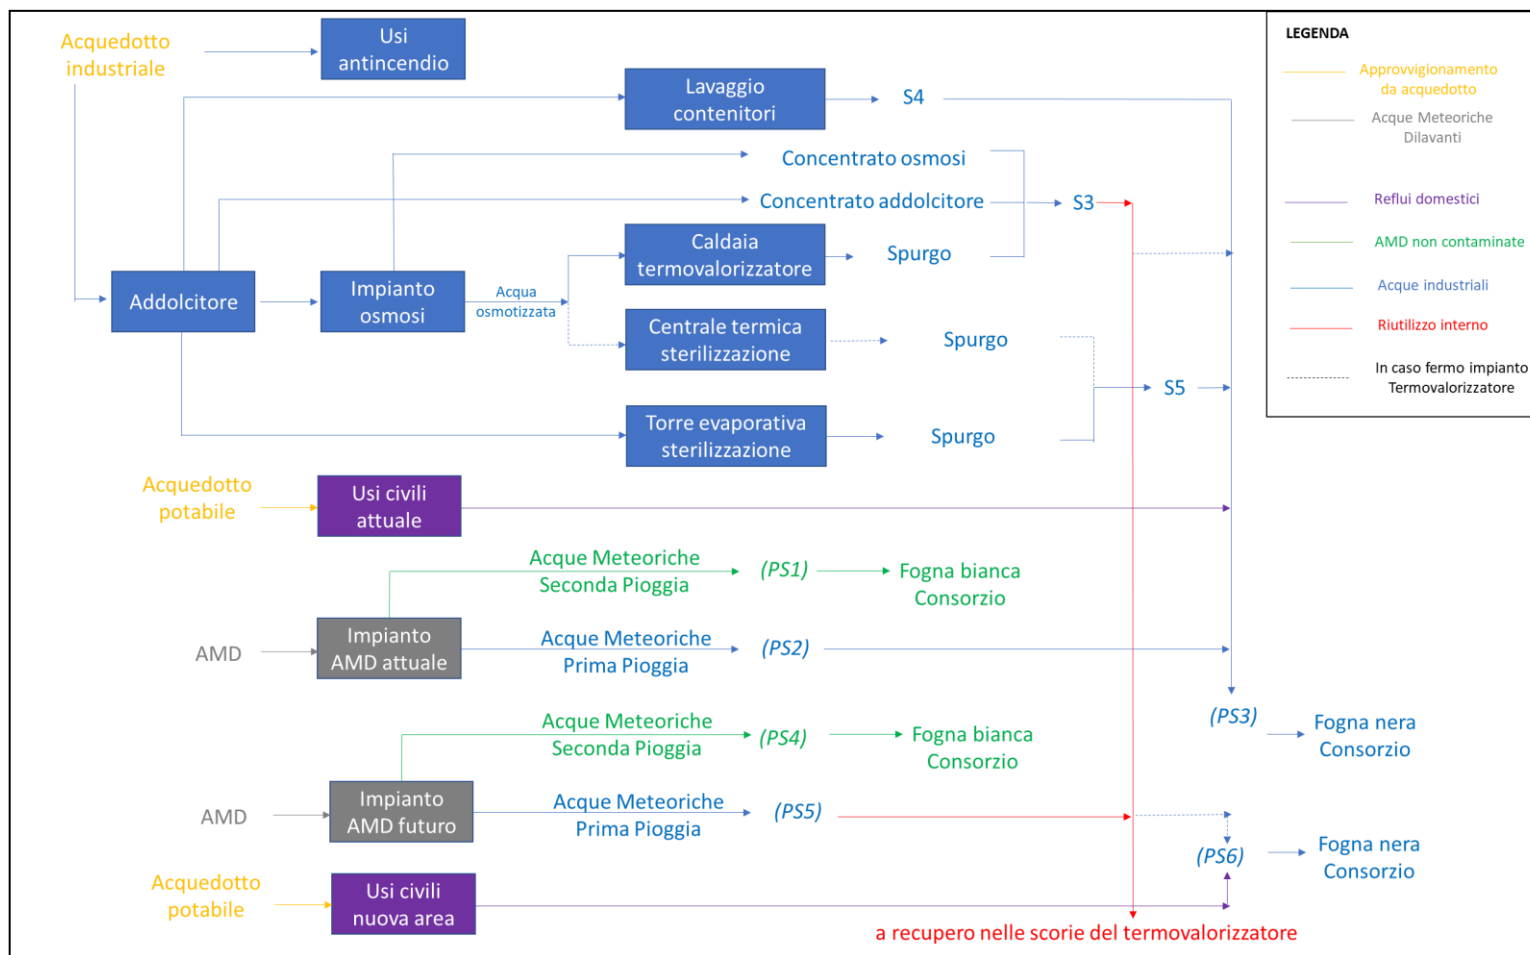 Acquedotto
industriale
Usi
antincendio
Lavaggio
contenitori
S4
Concentrato osmosi
Concentrato addolcitore
S3
Caldaia
termovalorizzatore
Spurgo
Addolcitore
Impianto
osmosi
Acqua
osmotizzata
Centrale termica
sterilizzazione
Spurgo
S5
Torre evaporativa
sterilizzazione
Spurgo
Acquedotto
potabile
Usi civili
attuale
Acque Meteoriche
Seconda Pioggia
(PS1)
Fogna bianca
Consorzio
AMD
Impianto
AMD attuale
Acque Meteoriche
Prima Pioggia
(PS2)
(PS3)
Fogna nera
Consorzio
Acque Meteoriche
Seconda Pioggia
(PS4)
Fogna bianca
Consorzio
AMD
Impianto
AMD futuro
Acque Meteoriche
Prima Pioggia
(PS5)
(PS6)
Fogna nera
Consorzio
Acquedotto
potabile
Usi civili
nuova area
a recupero nelle scorie del termovalorizzatore
LEGENDA
Approvvigionamento
da acquedotto
Acque Meteoriche
Dilavanti
Reflui domestici
AMD non contaminate
Acque industriali
Riutilizzo interno
In caso fermo impianto
Termovalorizzatore